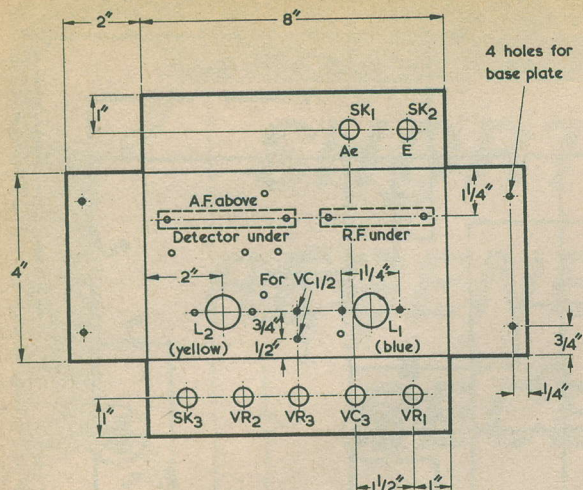 2"
8"
4 holes for
base plate
1"
SK1
SK2
Ae
E
1 1/4"
A.F. above
Detector under
R.F. under
4"
2"
For VC1/2
1 1/4"
L2
(yellow)
3/4"
1/2"
L1
(blue)
3/4"
1/4"
1"
SK3
VR2
VR3
VC3
VR1
1 1/2"
1"